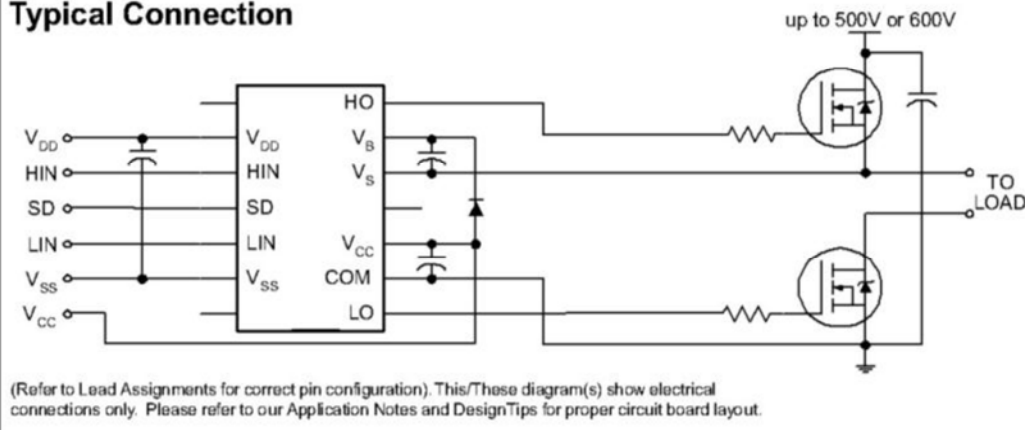 Typical Connection
up to 500V or 600V
HO
V_DD
V_DD
V_B
HIN
HIN
V_S
TO
LOAD
SD
SD
LIN
LIN
V_CC
V_SS
V_SS
COM
V_CC
LO
(Refer to Lead Assignments for correct pin configuration). This/These diagram(s) show electrical
connections only. Please refer to our Application Notes and DesignTips for proper circuit board layout.